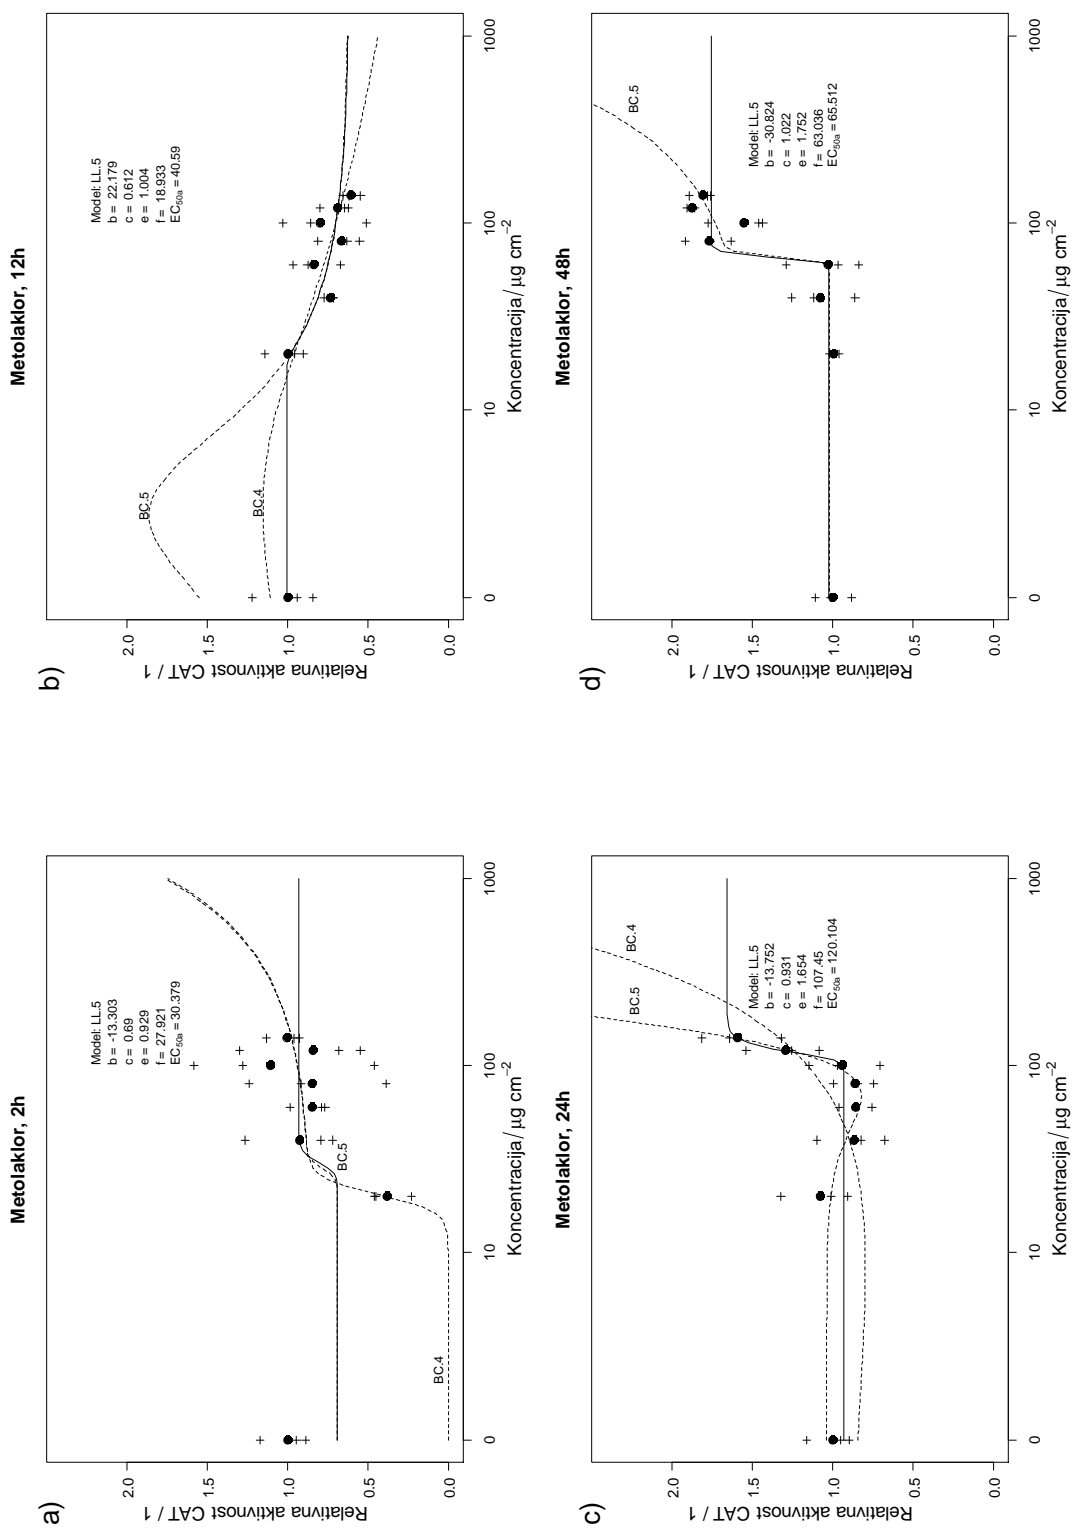 a)
Metolaklor, 2h
Model: LL.5
b = -13.303
c = 0.69
e = 0.929
f = 27.921
EC50a = 30.379
BC.5
BC.4
Relativna aktivnost CAT / 1
0.0
0.5
1.0
1.5
2.0
0
10
100
1000
Koncentracija/μg cm−2
b)
Metolaklor, 12h
Model: LL.5
b = 22.179
c = 0.612
e = 1.004
f = 18.933
EC50a = 40.59
BC.5
BC.4
Relativna aktivnost CAT / 1
0.0
0.5
1.0
1.5
2.0
0
10
100
1000
Koncentracija/μg cm−2
c)
Metolaklor, 24h
Model: LL.5
b = -13.752
c = 0.931
e = 1.654
f = 107.45
EC50a = 120.104
BC.5
BC.4
Relativna aktivnost CAT / 1
0.0
0.5
1.0
1.5
2.0
0
10
100
1000
Koncentracija/μg cm−2
d)
Metolaklor, 48h
Model: LL.5
b = -30.824
c = 1.022
e = 1.752
f = 63.036
EC50a = 65.512
BC.5
Relativna aktivnost CAT / 1
0.0
0.5
1.0
1.5
2.0
0
10
100
1000
Koncentracija/μg cm−2